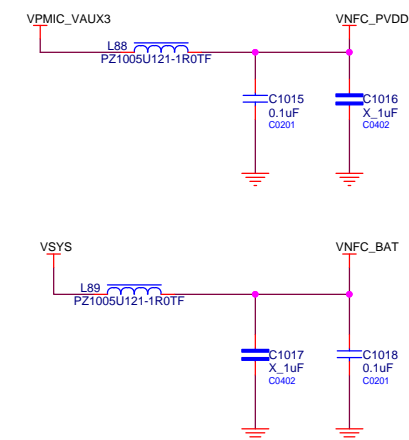 VPMIC_VAUX3
VNFC_PVDD
L88
PZ1005U121-1R0TF
C1015
0.1uF
C0201
C1016
X_1uF
C0402
VSYS
VNFC_BAT
L89
PZ1005U121-1R0TF
C1017
X_1uF
C0402
C1018
0.1uF
C0201